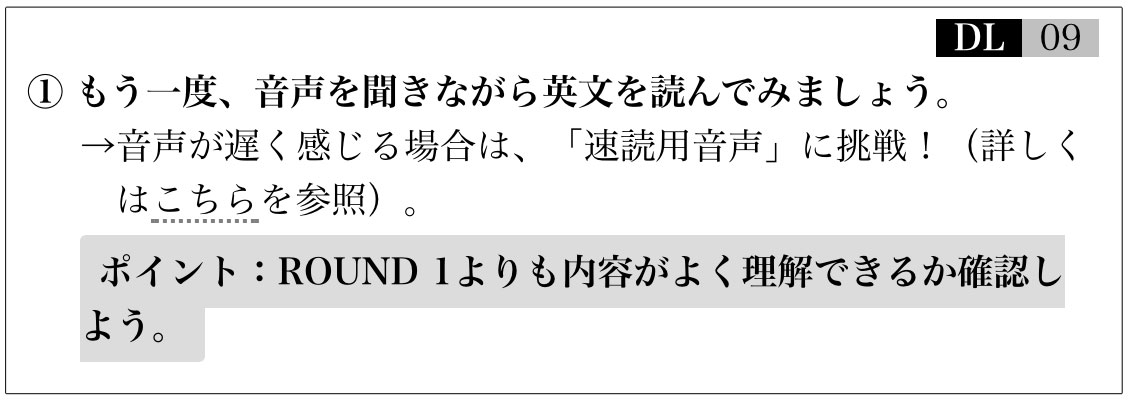 DL 09
① もう一度、音声を聞きながら英文を読んでみましょう。
→音声が遅く感じる場合は、「速読用音声」に挑戦！（詳しく
はこちらを参照）。
ポイント：ROUND 1よりも内容がよく理解できるか確認し
よう。